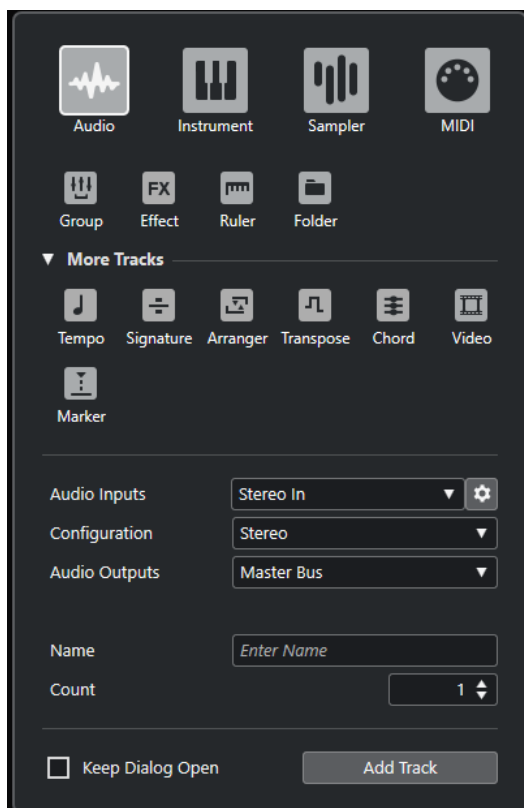 Audio Instrument Sampler MIDI
FX
Group Effect Ruler Folder
▼ More Tracks
Tempo Signature Arranger Transpose Chord Video
Marker
Audio Inputs Stereo In
Configuration Stereo
Audio Outputs Master Bus
Name Enter Name
Count 1
Keep Dialog Open Add Track